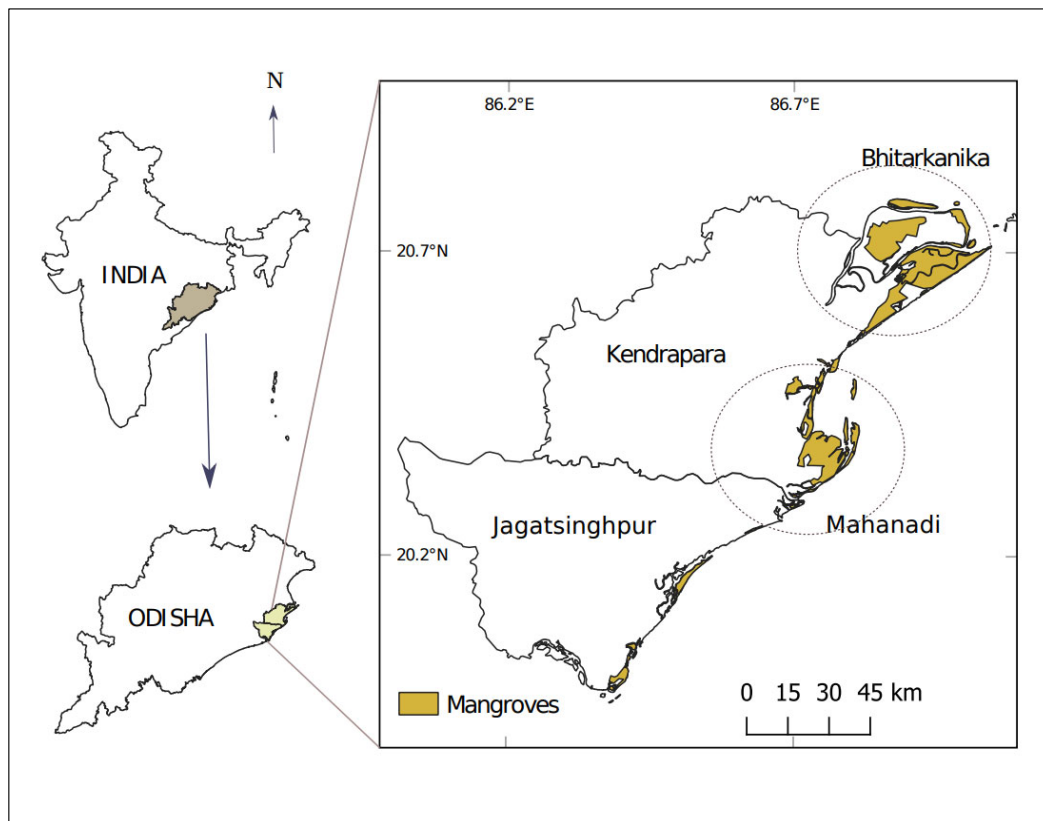 N
86.2°E
86.7°E
Bhitarkanika
20.7°N
INDIA
Kendrapara
Jagatsinghpur
Mahanadi
20.2°N
ODISHA
Mangroves
0 15 30 45 km